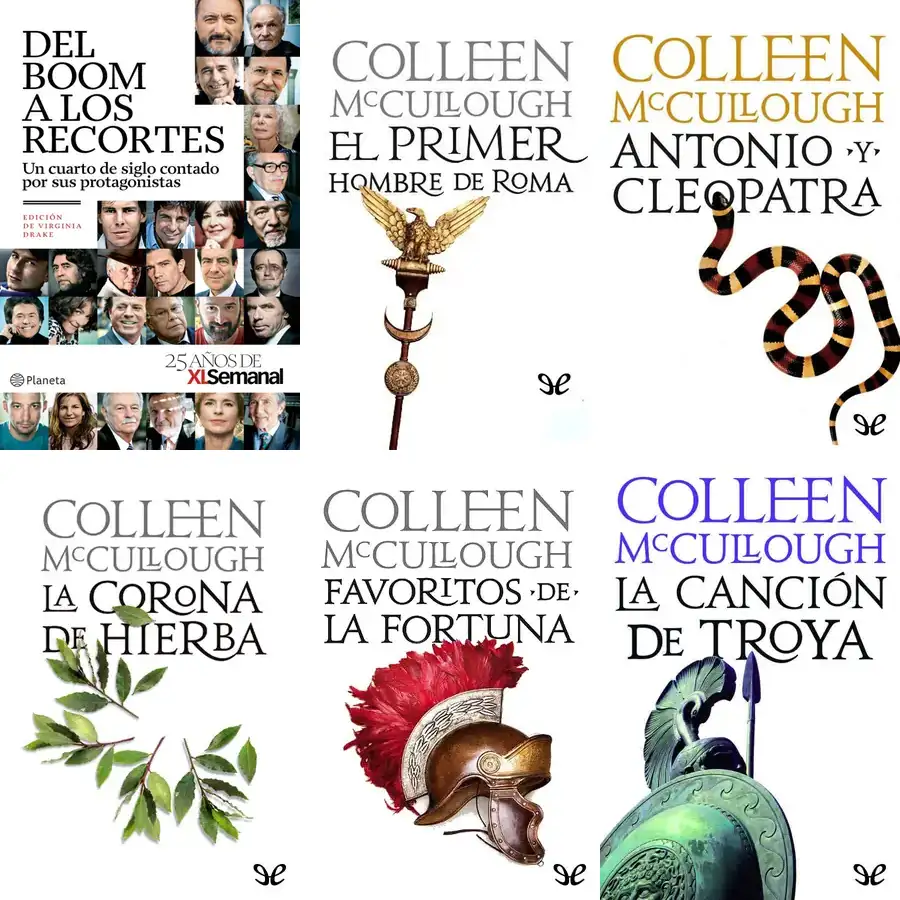 DEL
BOOM
A LOS
RECORTES
Un cuarto de siglo contado
por sus protagonistas
EDICIÓN
DE VIRGINIA
DRAKE
25 AÑOS DE
XLSemanal
Planeta
COLLEEN
McCULLOUGH
EL PRIMER
HOMBRE DE ROMA
COLLEEN
McCULLOUGH
ANTONIO ·Y·
CLEOPATRA
COLLEEN
McCULLOUGH
LA CORONA
DE HIERBA
COLLEEN
McCULLOUGH
FAVORITOS ·DE·
LA FORTUNA
COLLEEN
McCULLOUGH
LA CANCIÓN
DE TROYA